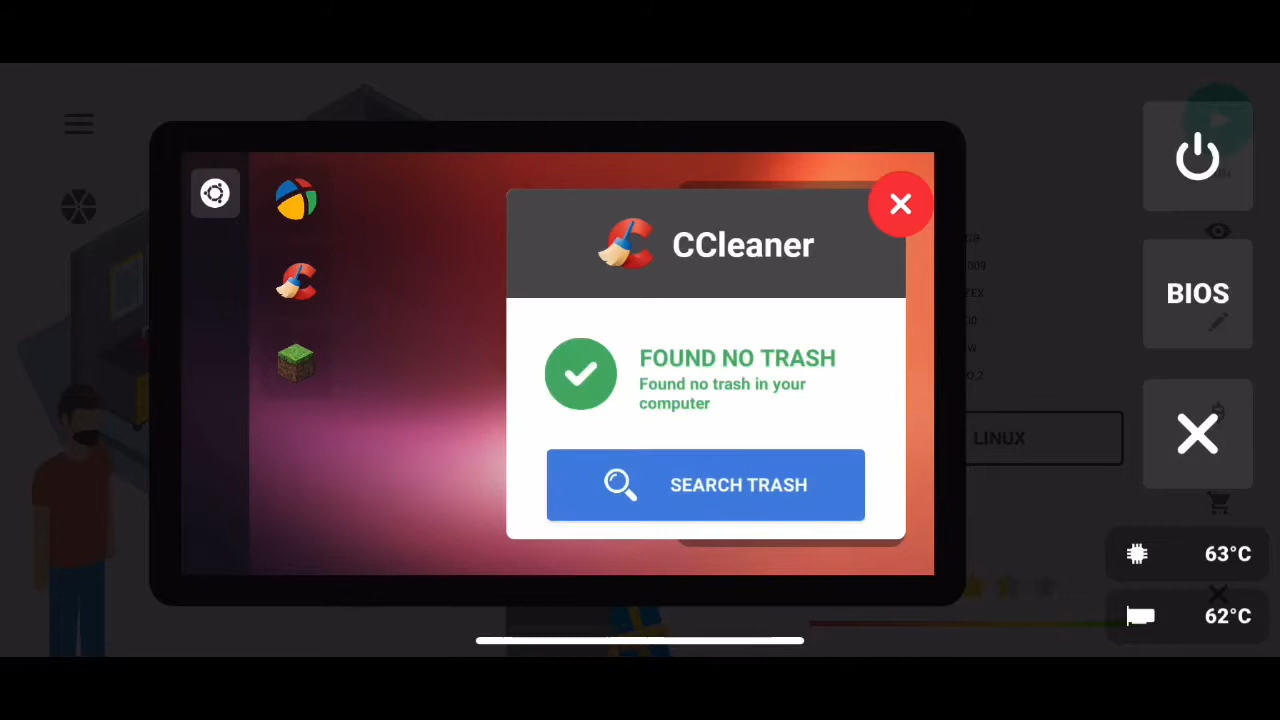 CCleaner
FOUND NO TRASH
Found no trash in your
computer
SEARCH TRASH
BIOS
LINUX
63°C
62°C